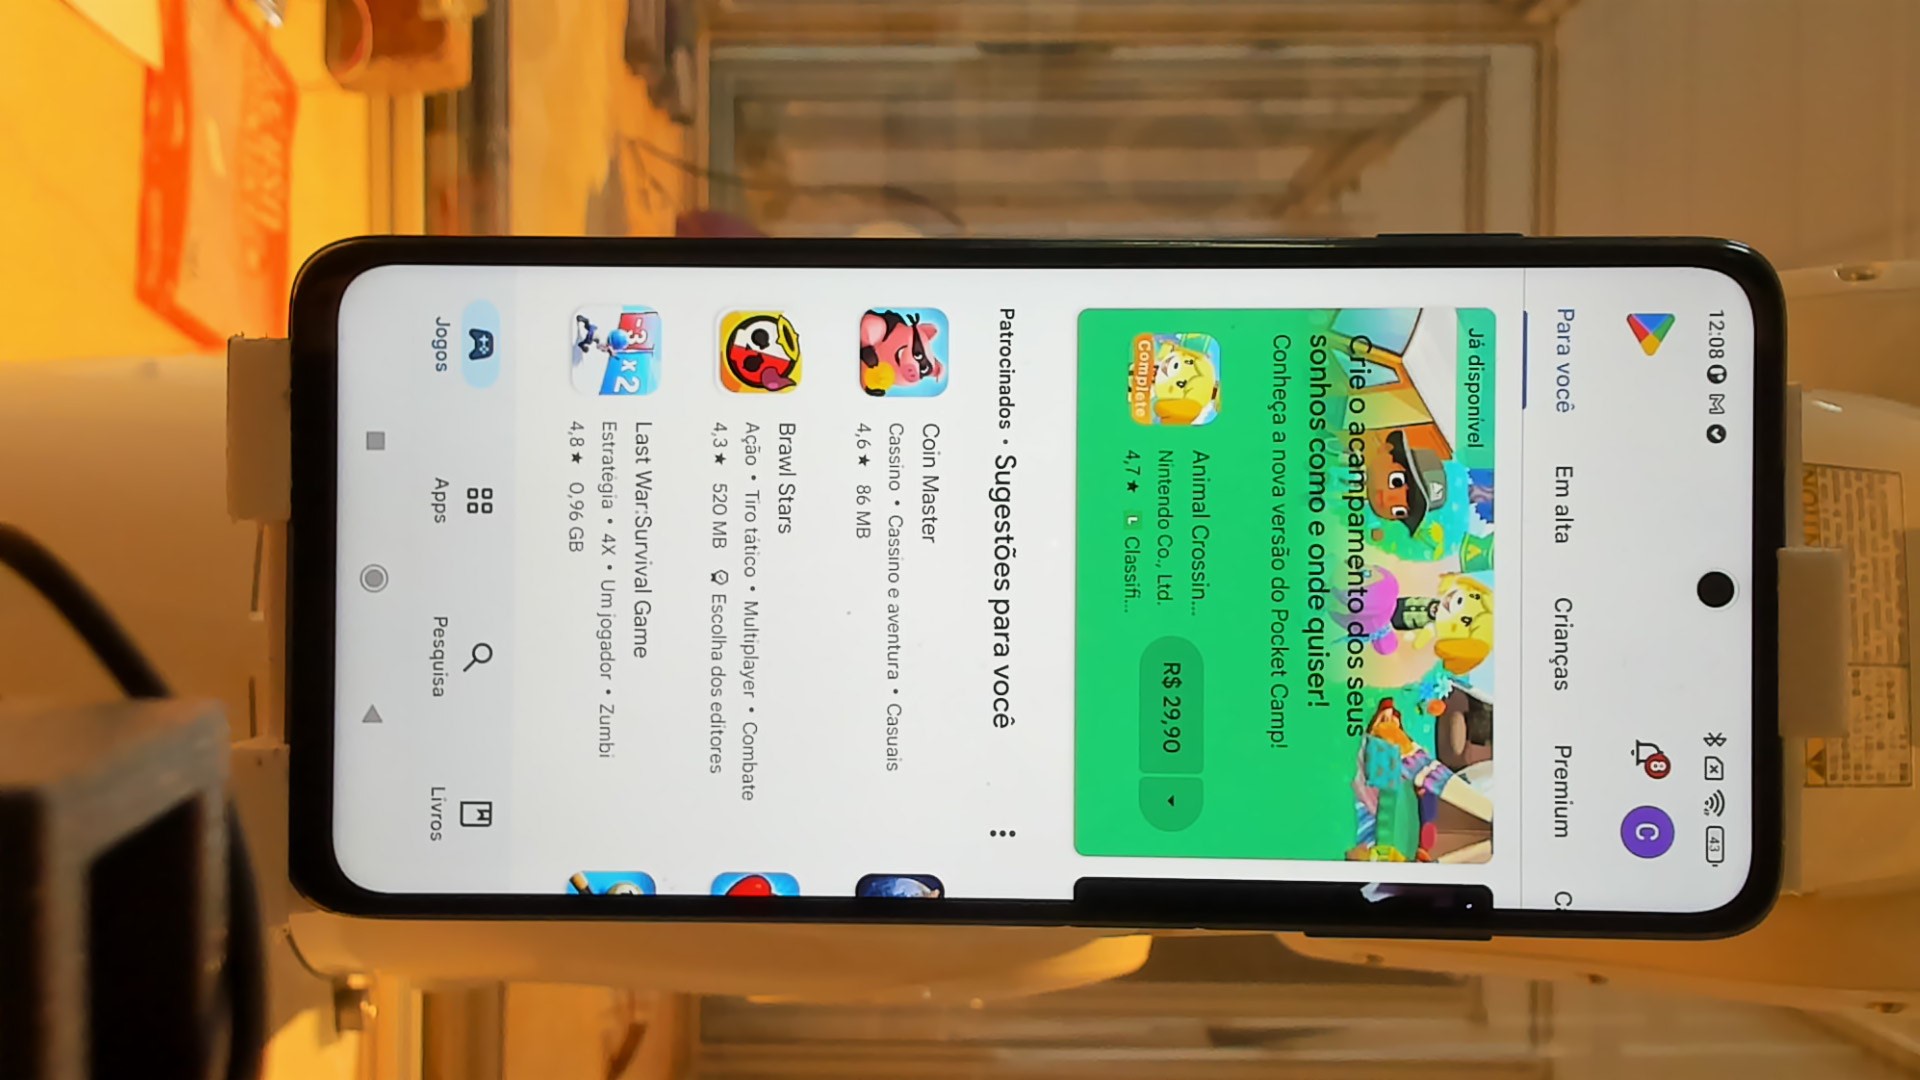 12:08
43
8
C
Para você
Em alta
Crianças
Premium
Já disponível
Crie o acampamento dos seus
sonhos como e onde quiser!
Conheça a nova versão do Pocket Camp!
Complete
Animal Crossin...
Nintendo Co., Ltd.
4,7★ L Classifi...
R$ 29,90
Patrocinados • Sugestões para você
Coin Master
Cassino • Cassino e aventura • Casuais
4,6★ 86 MB
Brawl Stars
Ação • Tiro tático • Multiplayer • Combate
4,3★ 520 MB Escolha dos editores
-3 x2
Last War:Survival Game
Estratégia • 4X • Um jogador • Zumbi
4,8★ 0,96 GB
Jogos
Apps
Pesquisa
Livros